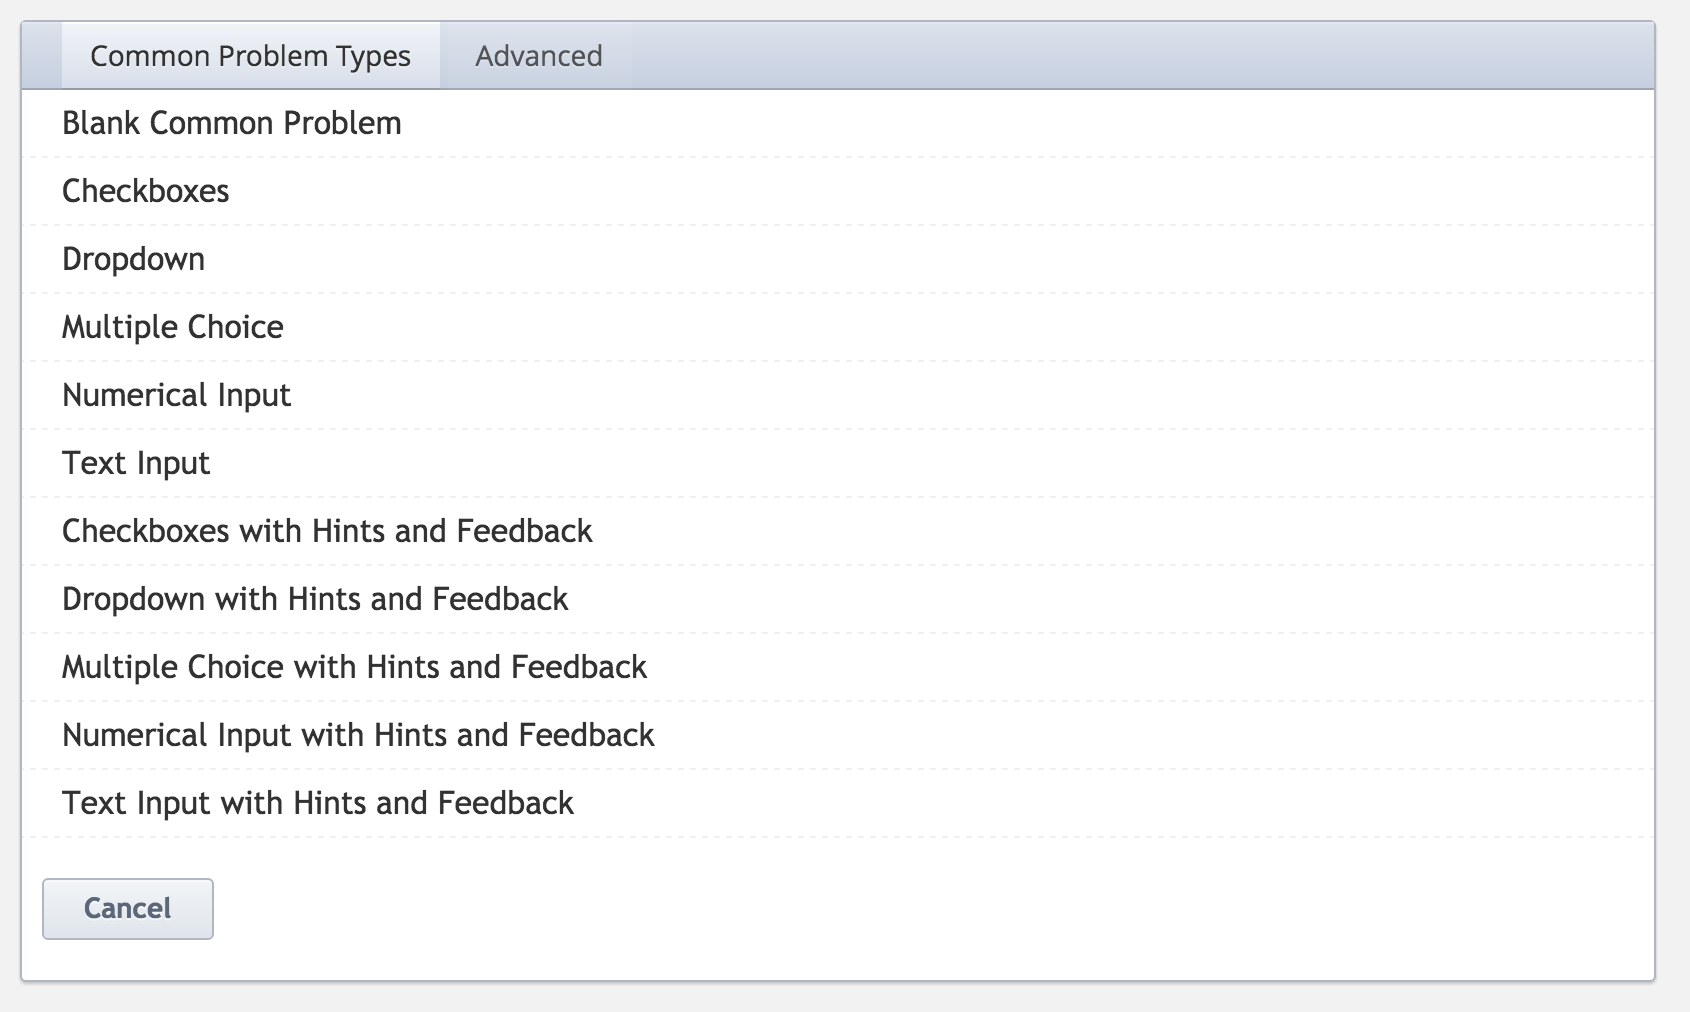 Common Problem Types Advanced
Blank Common Problem
Checkboxes
Dropdown
Multiple Choice
Numerical Input
Text Input
Checkboxes with Hints and Feedback
Dropdown with Hints and Feedback
Multiple Choice with Hints and Feedback
Numerical Input with Hints and Feedback
Text Input with Hints and Feedback
Cancel